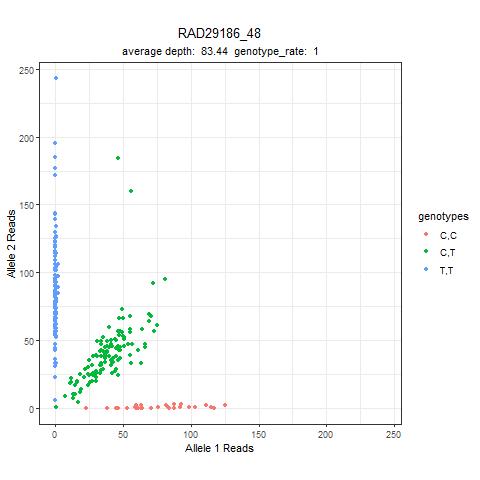 RAD29186_48
average depth: 83.44 genotype_rate: 1
250
200
150
100
50
0
Allele 2 Reads
0 50 100 150 200 250
Allele 1 Reads
genotypes
C,C
C,T
T,T